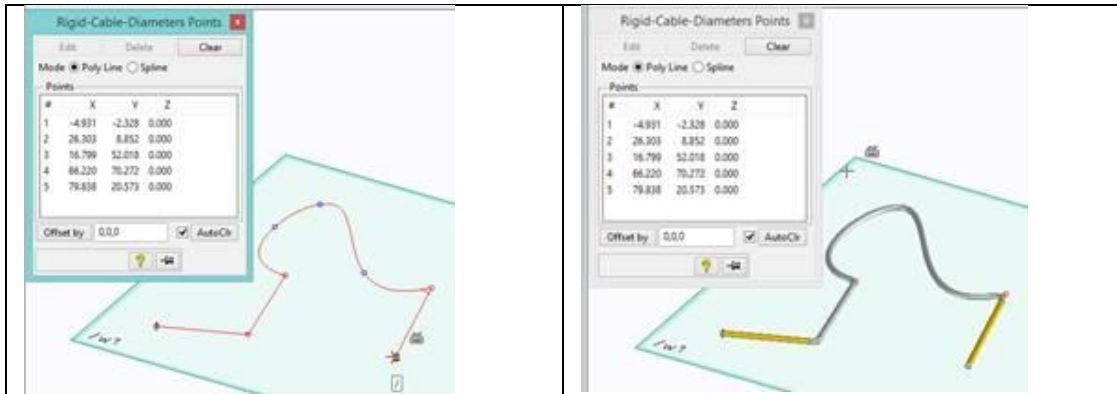 Rigid-Cable-Diameters Points
Edit Delete Clear
Mode Poly Line Spline
Points
# X Y Z
1 -4.931 -2.328 0.000
2 26.303 8.852 0.000
3 16.799 52.018 0.000
4 66.220 70.272 0.000
5 79.838 20.573 0.000
Offset by 0,0,0 AutoClr
/
Rigid-Cable-Diameters Points
Edit Delete Clear
Mode Poly Line Spline
Points
# X Y Z
1 -4.931 -2.328 0.000
2 26.303 8.852 0.000
3 16.799 52.018 0.000
4 66.220 70.272 0.000
5 79.838 20.573 0.000
Offset by 0,0,0 AutoClr